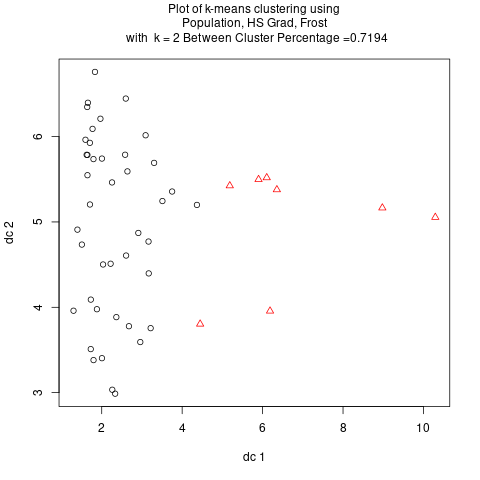 Plot of k-means clustering using
Population, HS Grad, Frost
with k = 2 Between Cluster Percentage =0.7194
dc 2
6
5
4
3
2 4 6 8 10
dc 1